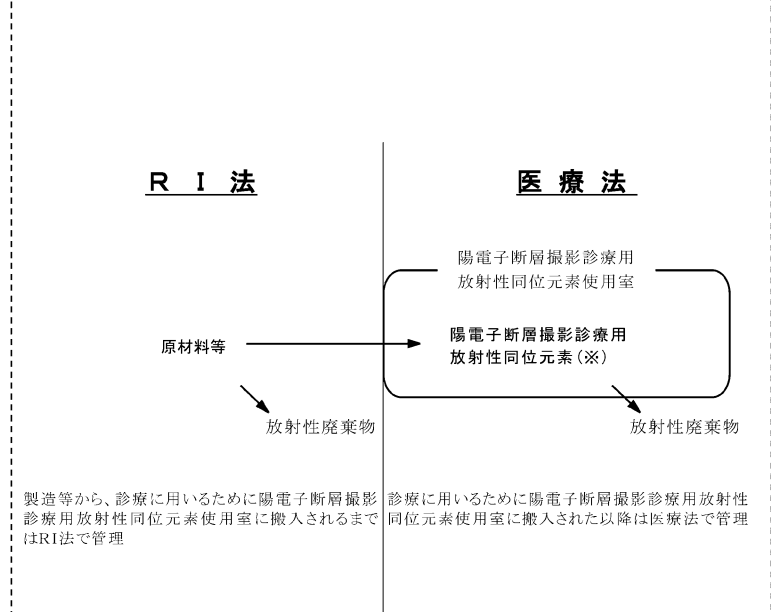 RI法
医療法
陽電子断層撮影診療用
放射性同位元素使用室
原材料等
陽電子断層撮影診療用
放射性同位元素(※)
放射性廃棄物
放射性廃棄物
製造等から、診療に用いるために陽電子断層撮影
診療用放射性同位元素使用室に搬入されるまで
はRI法で管理
診療に用いるために陽電子断層撮影診療用放射性
同位元素使用室に搬入された以降は医療法で管理